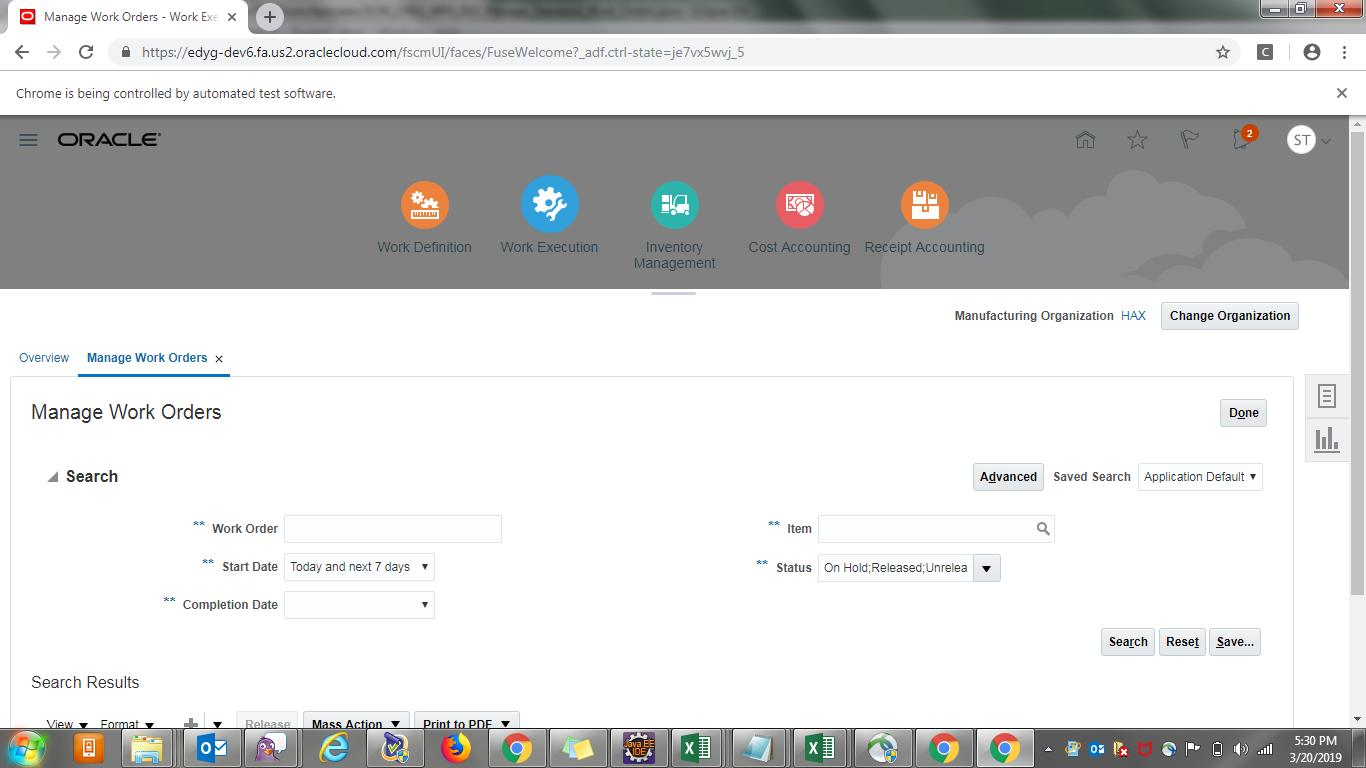 Manage Work Orders - Work Exe
https://edyg-dev6.fa.us2.oraclecloud.com/fscmUI/faces/FuseWelcome?_adf.ctrl-state=je7vx5wvj_5
C
Chrome is being controlled by automated test software.
ORACLE
2
ST
Work Definition
Work Execution
Inventory Management
Cost Accounting
Receipt Accounting
Manufacturing Organization HAX Change Organization
Overview Manage Work Orders
Manage Work Orders
Done
Search
Advanced Saved Search Application Default
** Work Order
** Item
** Start Date Today and next 7 days
** Status On Hold;Released;Unrelea
** Completion Date
Search Reset Save...
Search Results
View Format Release Mass Action Print to PDF
Java EE
IDE
5:30 PM
3/20/2019